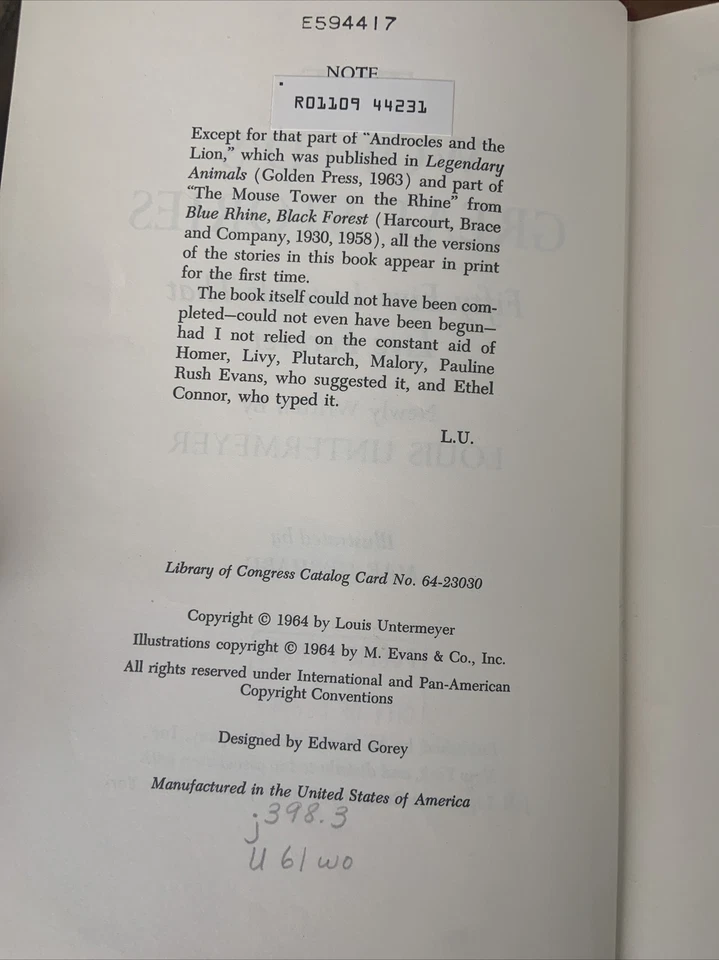 E594417
NOTE
R01109 44231
Except for that part of "Androcles and the
Lion," which was published in Legendary
Animals (Golden Press, 1963) and part of
"The Mouse Tower on the Rhine" from
Blue Rhine, Black Forest (Harcourt, Brace
and Company, 1930, 1958), all the versions
of the stories in this book appear in print
for the first time.
The book itself could not have been com-
pleted—could not even have been begun—
had I not relied on the constant aid of
Homer, Livy, Plutarch, Malory, Pauline
Rush Evans, who suggested it, and Ethel
Connor, who typed it.
L.U.
Library of Congress Catalog Card No. 64-23030
Copyright © 1964 by Louis Untermeyer
Illustrations copyright © 1964 by M. Evans & Co., Inc.
All rights reserved under International and Pan-American
Copyright Conventions
Designed by Edward Gorey
Manufactured in the United States of America
j398.3
U61wo